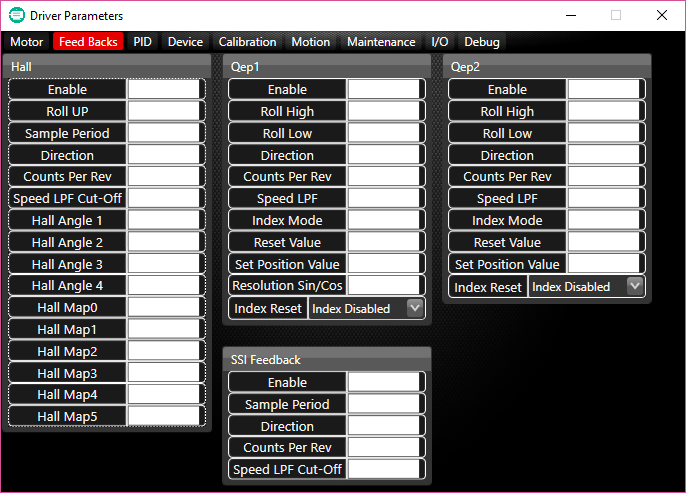 Driver Parameters
Motor Feed Backs PID Device Calibration Motion Maintenance I/O Debug
Hall
Enable
Roll UP
Sample Period
Direction
Counts Per Rev
Speed LPF Cut-Off
Hall Angle 1
Hall Angle 2
Hall Angle 3
Hall Angle 4
Hall Map0
Hall Map1
Hall Map2
Hall Map3
Hall Map4
Hall Map5
Qep1
Enable
Roll High
Roll Low
Direction
Counts Per Rev
Speed LPF
Index Mode
Reset Value
Set Position Value
Resolution Sin/Cos
Index Reset Index Disabled
SSI Feedback
Enable
Sample Period
Direction
Counts Per Rev
Speed LPF Cut-Off
Qep2
Enable
Roll High
Roll Low
Direction
Counts Per Rev
Speed LPF
Index Mode
Reset Value
Set Position Value
Index Reset Index Disabled